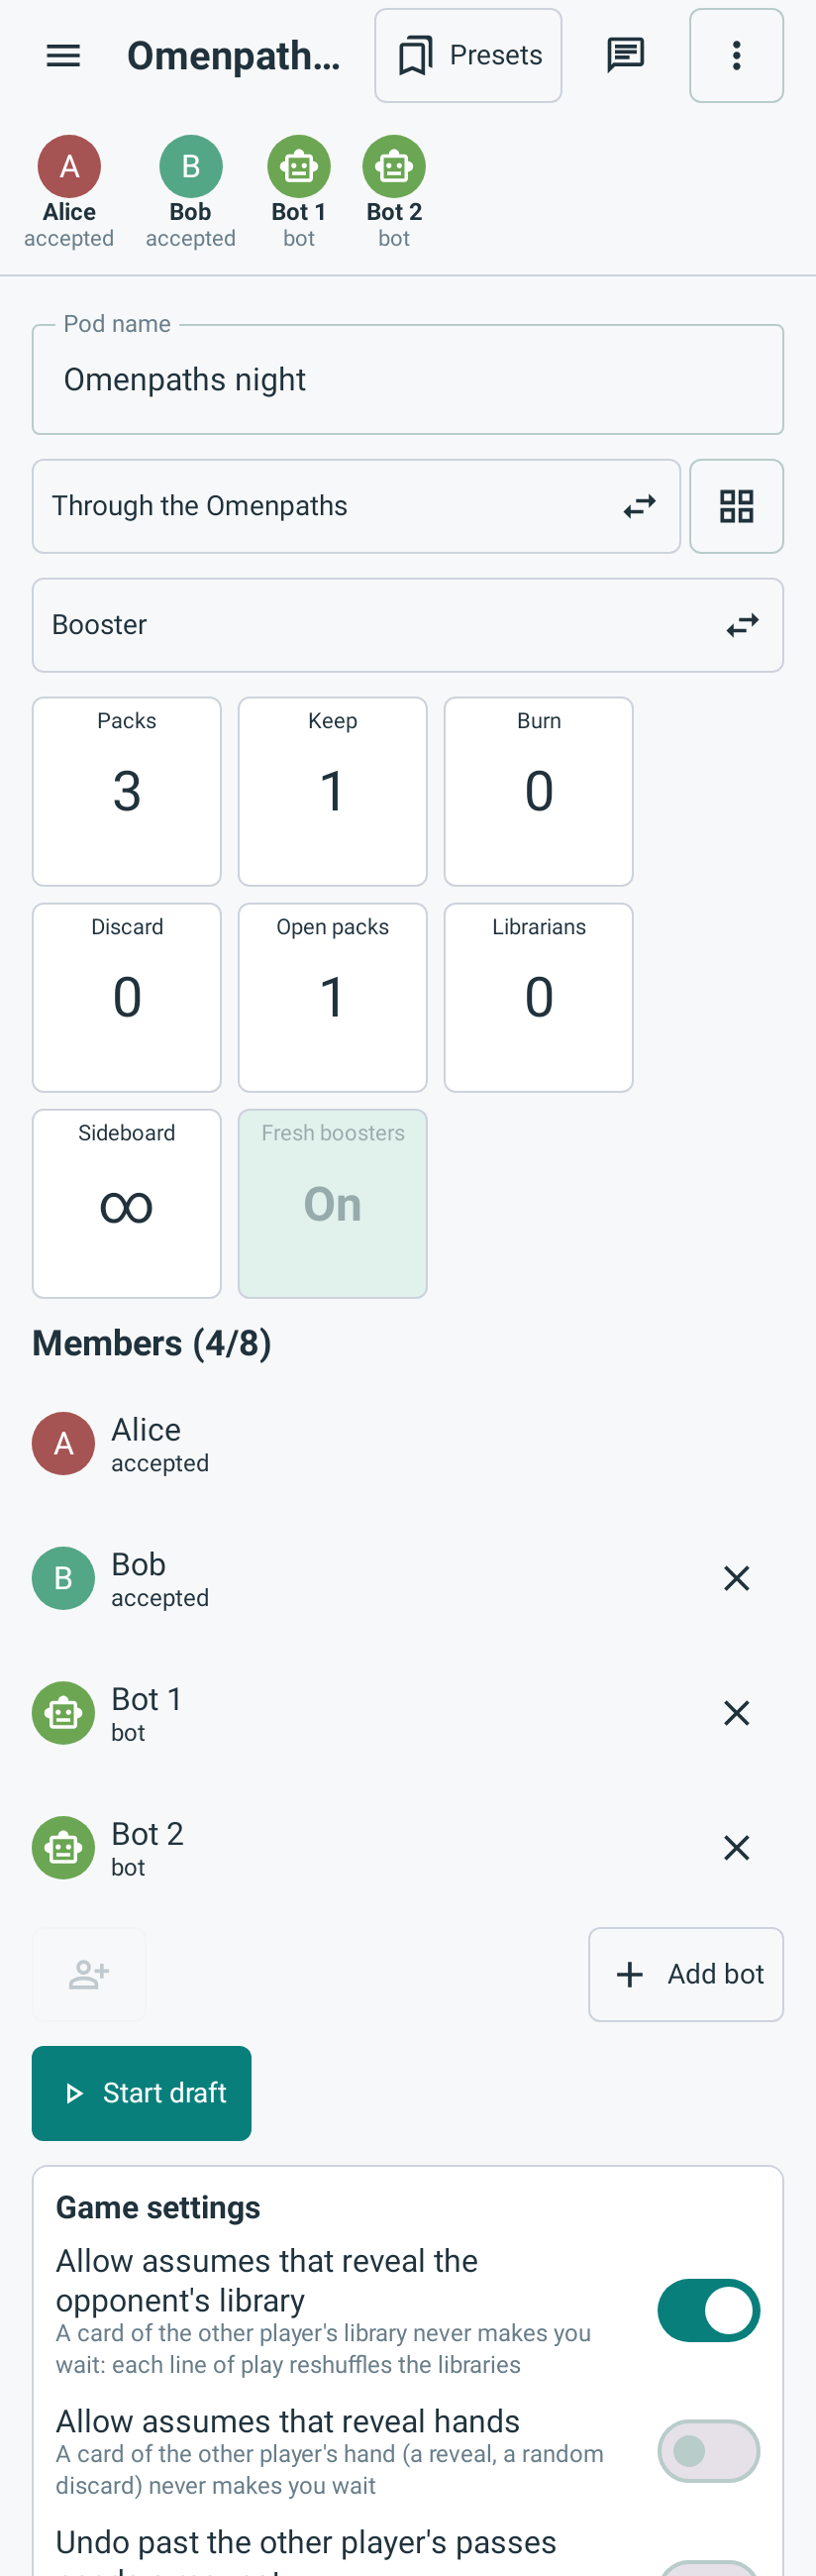 Omenpath...
Presets
A
B
Alice
Bob
Bot 1
Bot 2
accepted
accepted
bot
bot
Pod name
Omenpaths night
Through the Omenpaths
Booster
Packs
Keep
Burn
3
1
0
Discard
Open packs
Librarians
0
1
0
Sideboard
Fresh boosters
∞
On
Members (4/8)
A
Alice
accepted
B
Bob
accepted
Bot 1
bot
Bot 2
bot
Add bot
Start draft
Game settings
Allow assumes that reveal the
opponent's library
A card of the other player's library never makes you
wait: each line of play reshuffles the libraries
Allow assumes that reveal hands
A card of the other player's hand (a reveal, a random
discard) never makes you wait
Undo past the other player's passes